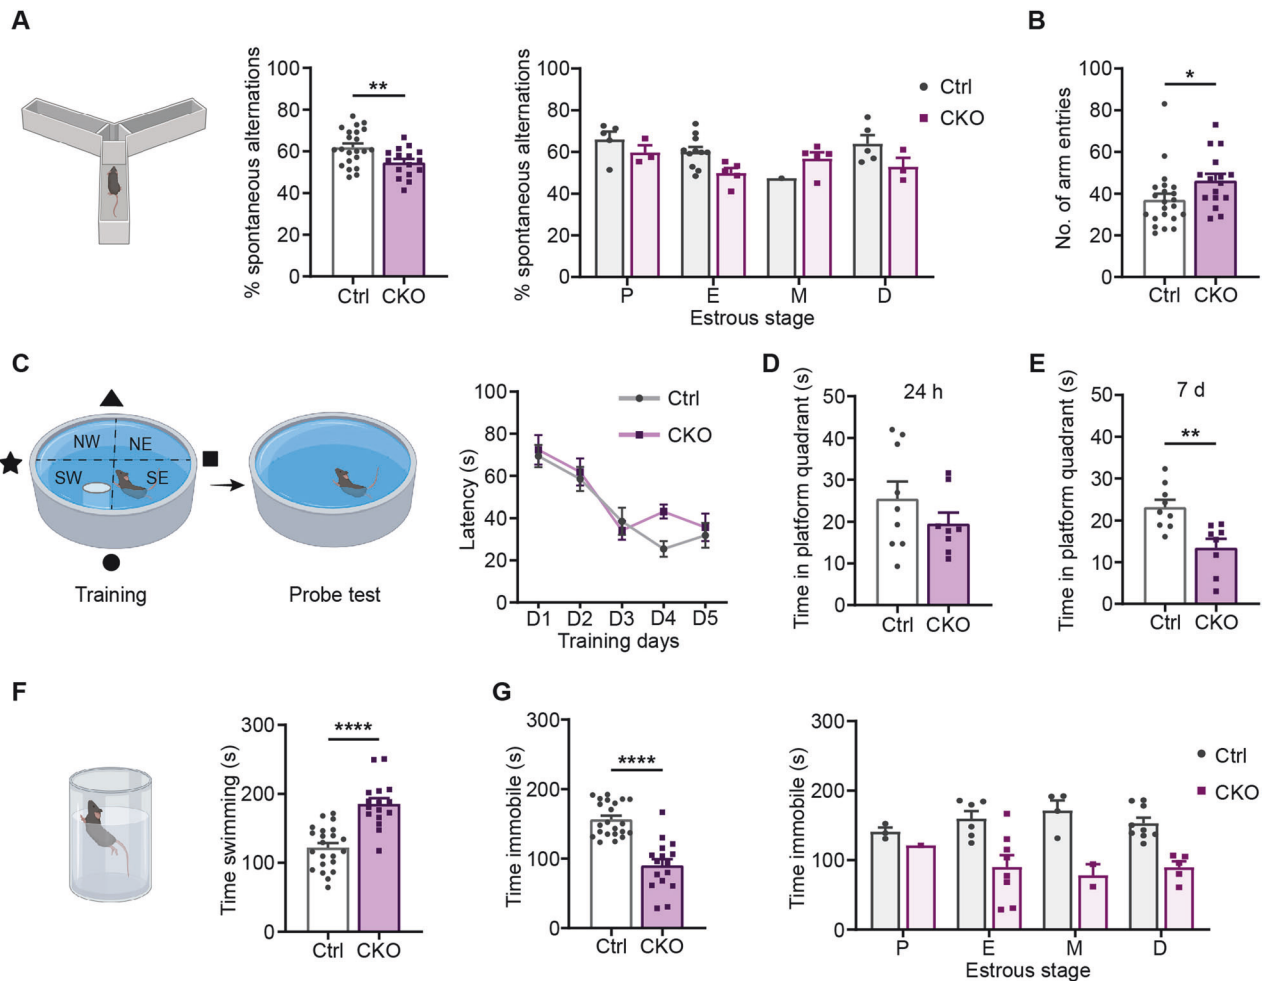 A
% spontaneous alternations
100
80
60
40
20
0
**
Ctrl CKO
% spontaneous alternations
100
80
60
40
20
0
Ctrl
CKO
P E M D
Estrous stage
B
No. of arm entries
100
80
60
40
20
0
*
Ctrl CKO
C
NW NE
SW SE
Training
Probe test
Latency (s)
100
80
60
40
20
0
Ctrl
CKO
D1 D2 D3 D4 D5
Training days
D
Time in platform quadrant (s)
24 h
50
40
30
20
10
0
Ctrl CKO
E
Time in platform quadrant (s)
7 d
50
40
30
20
10
0
**
Ctrl CKO
F
Time swimming (s)
300
200
100
0
****
Ctrl CKO
G
Time immobile (s)
300
200
100
0
****
Ctrl CKO
Time immobile (s)
300
200
100
0
Ctrl
CKO
P E M D
Estrous stage